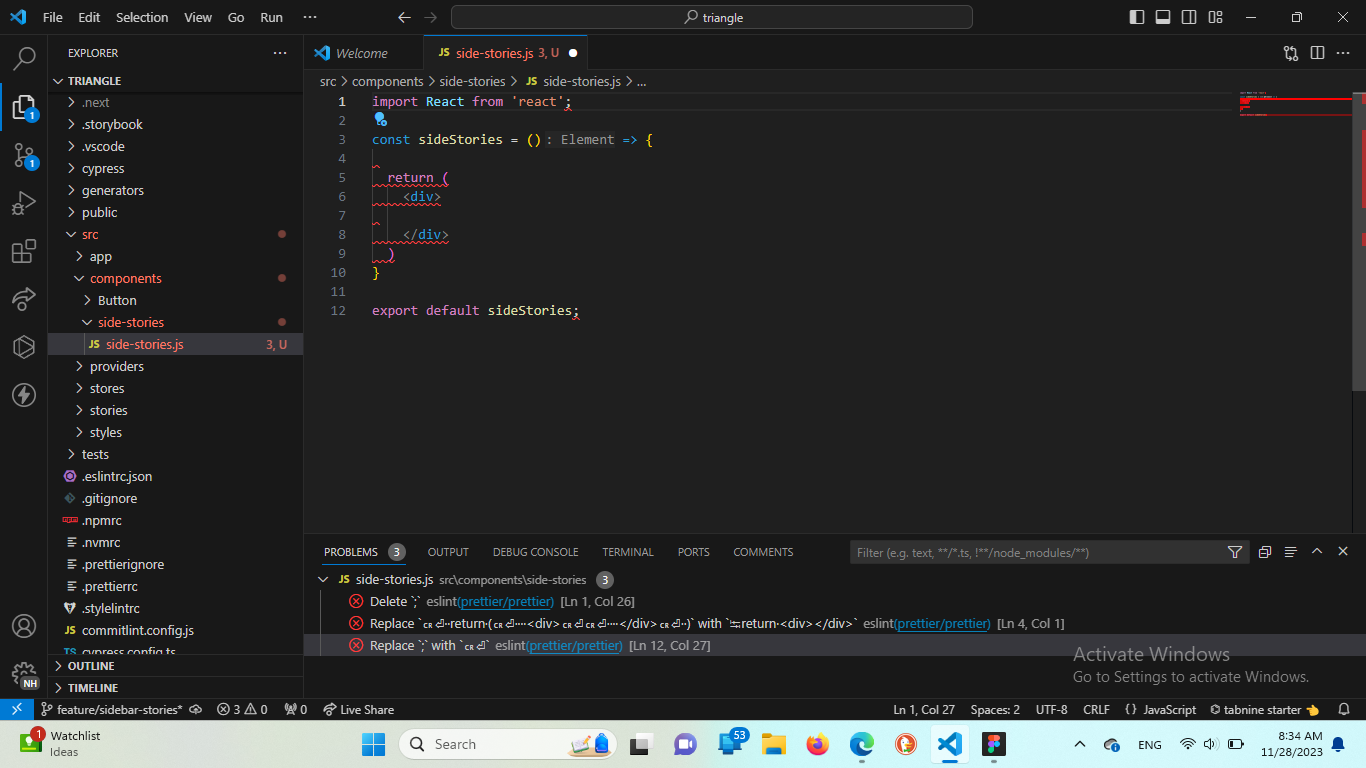 File Edit Selection View Go Run ···
triangle
EXPLORER ···
TRIANGLE
.next
.storybook
.vscode
cypress
generators
public
src
app
components
Button
side-stories
JS side-stories.js 3, U
providers
stores
stories
styles
tests
.eslintrc.json
.gitignore
.npmrc
.nvmrc
.prettierignore
.prettierrc
.stylelintrc
JS commitlint.config.js
TS cypress.config.ts
OUTLINE
TIMELINE
1
1
NH
Welcome
JS side-stories.js 3, U
src > components > side-stories > JS side-stories.js > ...
1 import React from 'react';
2
3 const sideStories = () : Element => {
4
5 return (
6 <div>
7
8 </div>
9 )
10 }
11
12 export default sideStories;
PROBLEMS 3 OUTPUT DEBUG CONSOLE TERMINAL PORTS COMMENTS
Filter (e.g. text, **/*.ts, !**/node_modules/**)
JS side-stories.js src\components\side-stories 3
Delete `;` eslint(prettier/prettier) [Ln 1, Col 26]
Replace `␍⏎··return·(␍⏎····<div>␍⏎␍⏎····</div>␍⏎··)` with `↹return·<div></div>` eslint(prettier/prettier) [Ln 4, Col 1]
Replace `;` with `␍⏎` eslint(prettier/prettier) [Ln 12, Col 27]
Activate Windows
Go to Settings to activate Windows.
feature/sidebar-stories* 3 0 0 Live Share
Ln 1, Col 27 Spaces: 2 UTF-8 CRLF {} JavaScript tabnine starter
1
Watchlist
Ideas
Search
53
ENG
8:34 AM
11/28/2023